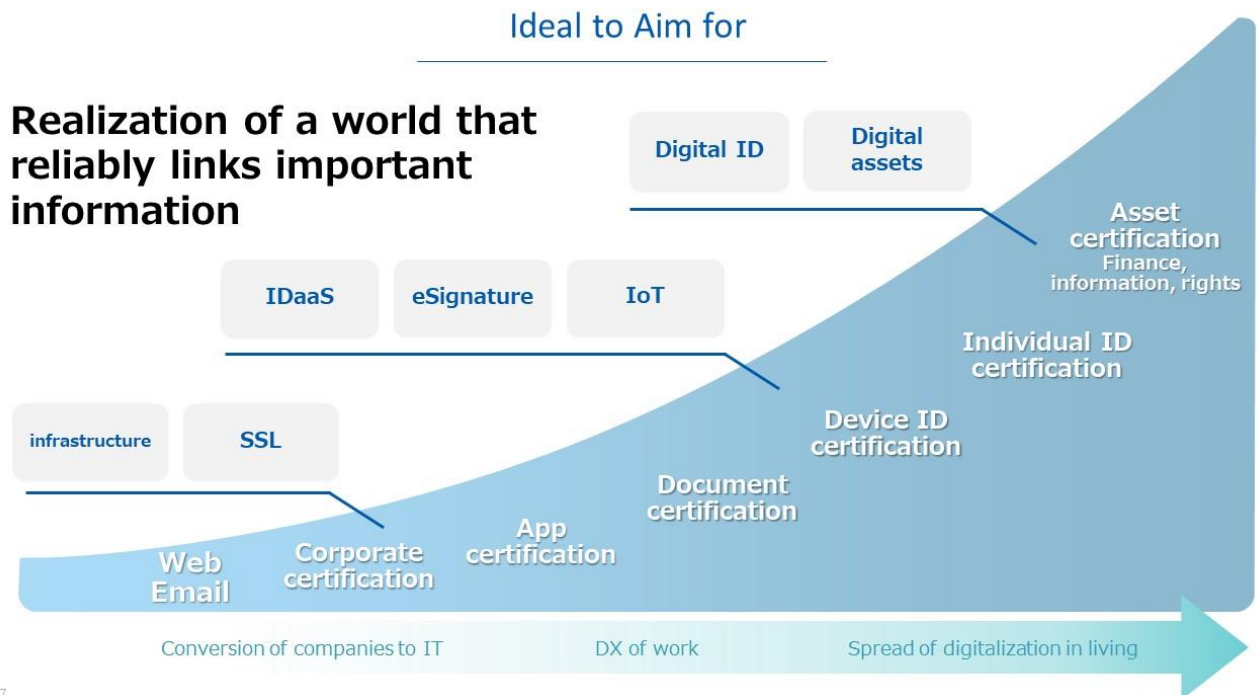 Ideal to Aim for
Realization of a world that
reliably links important
information
Digital ID
Digital
assets
Asset
certification
Finance,
information, rights
IDaaS
eSignature
IoT
Individual ID
certification
Device ID
certification
infrastructure
SSL
Document
certification
App
certification
Corporate
certification
Web
Email
Conversion of companies to IT
DX of work
Spread of digitalization in living
7